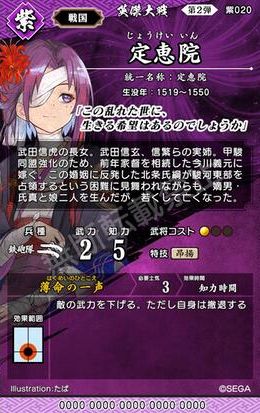 紫
戦国
英傑大戦
第2弾
紫020
じょうけい いん
定恵院
統一名称：定恵院
生没年：1519～1550
「この乱れた世に、
生きる希望はあるのでしょうか」
武田信虎の長女。武田信玄、信繁らの実姉。甲駿
同盟強化のため、前年家督を相続した今川義元に
嫁ぐ。この婚姻に反発した北条氏綱が駿河東部を
占領するという困難に見舞われながらも、嫡男・
氏真と娘二人を生んだが、若くして亡くなった。
兵種
武力
知力
武将コスト
鉄砲隊
2
5
特技
昂揚
はくめいのひとこえ
薄命の一声
必要士気
3
効果時間
知力時間
敵の武力を下げる。ただし自身は撤退する
効果範囲
©SEGA
Illustration:たば
0000-0000-0000-0000-0000